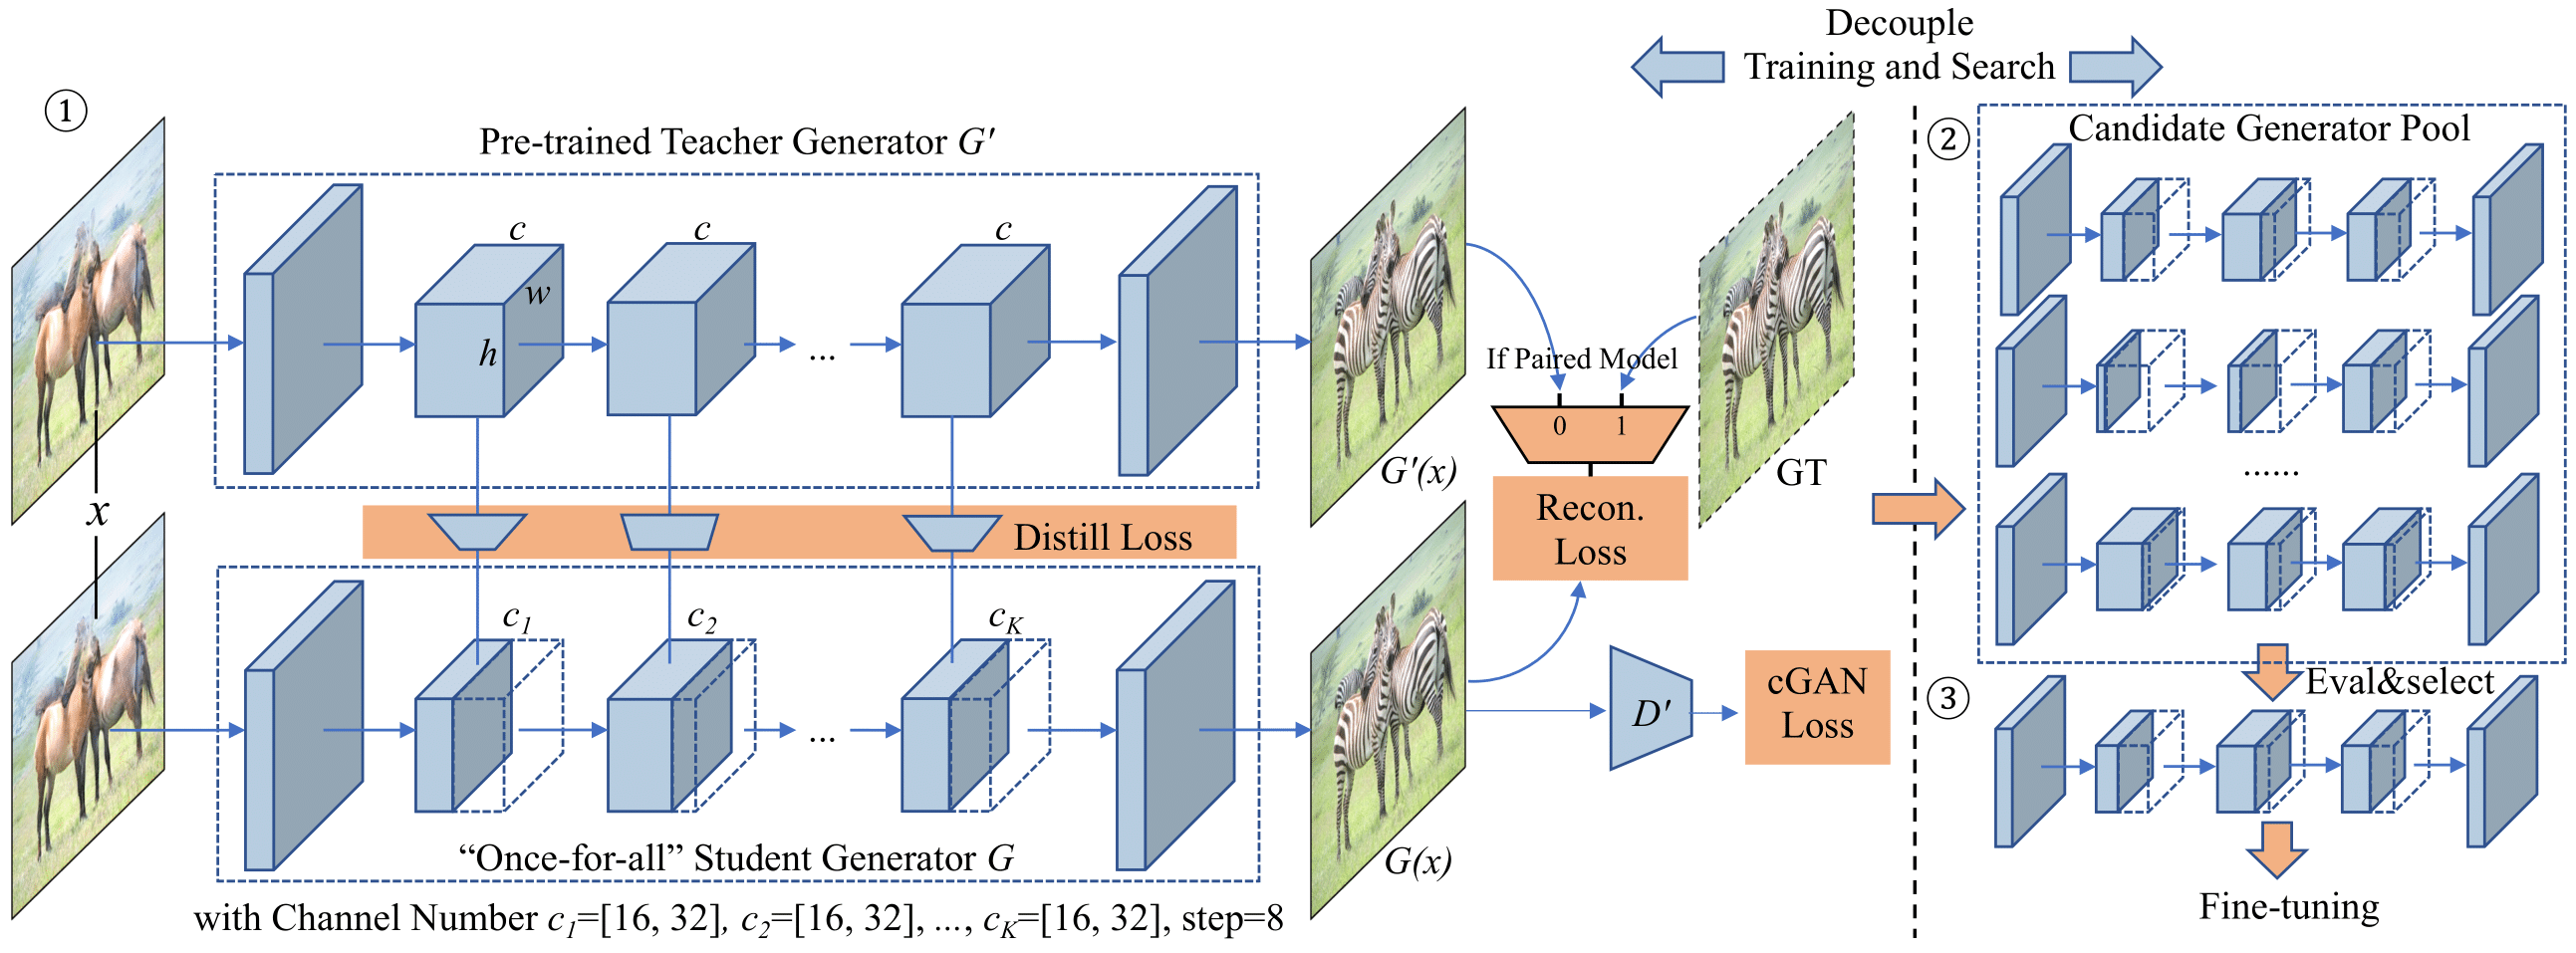 Decouple
Training and Search
①
Pre-trained Teacher Generator G'
c
c
c
w
h
...
x
Distill Loss
c1
c2
cK
...
“Once-for-all” Student Generator G
with Channel Number c1=[16, 32], c2=[16, 32], ..., cK=[16, 32], step=8
If Paired Model
0
1
G'(x)
GT
Recon.
Loss
G(x)
D'
cGAN
Loss
②
Candidate Generator Pool
......
Eval&select
③
Fine-tuning